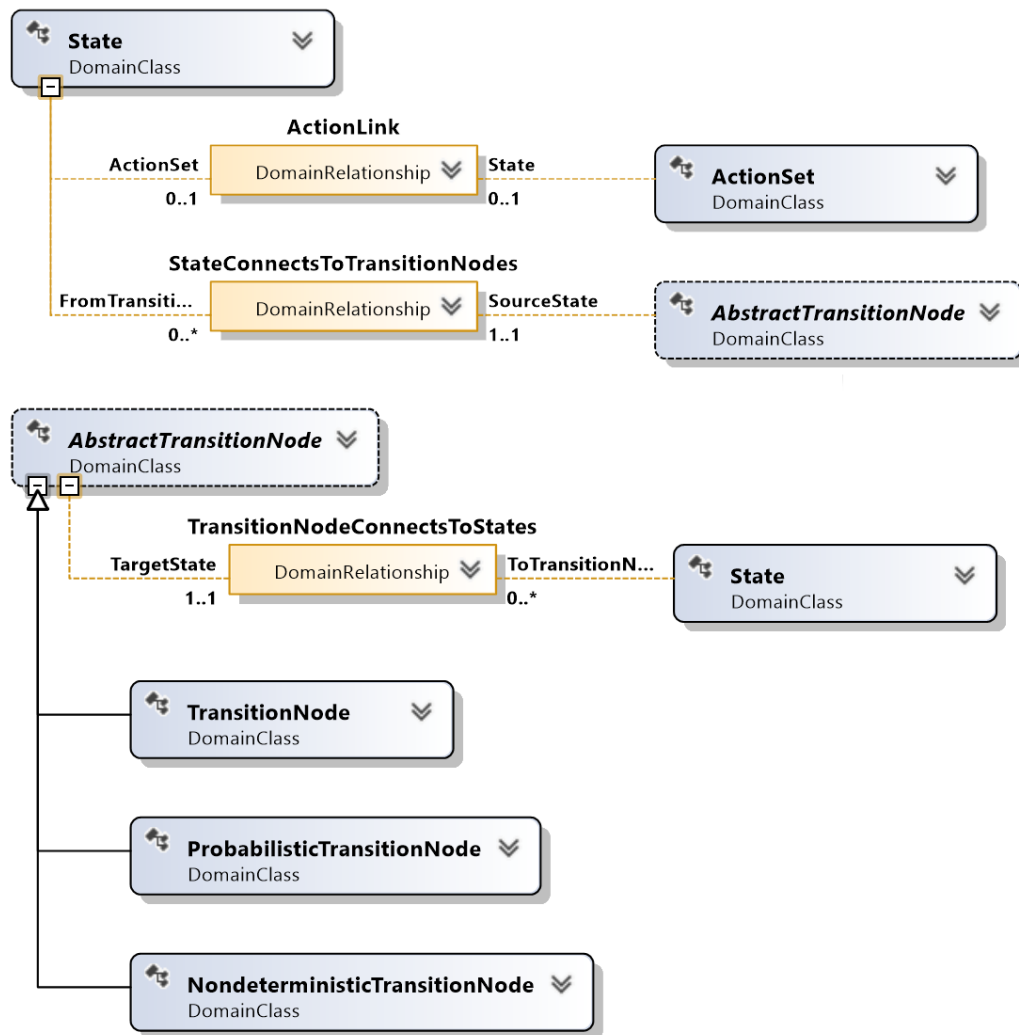 State
DomainClass
ActionLink
ActionSet
DomainRelationship
State
0..1
0..1
ActionSet
DomainClass
StateConnectsToTransitionNodes
FromTransiti...
DomainRelationship
SourceState
0..*
1..1
AbstractTransitionNode
DomainClass
AbstractTransitionNode
DomainClass
TransitionNodeConnectsToStates
TargetState
DomainRelationship
ToTransitionN...
1..1
0..*
State
DomainClass
TransitionNode
DomainClass
ProbabilisticTransitionNode
DomainClass
NondeterministicTransitionNode
DomainClass